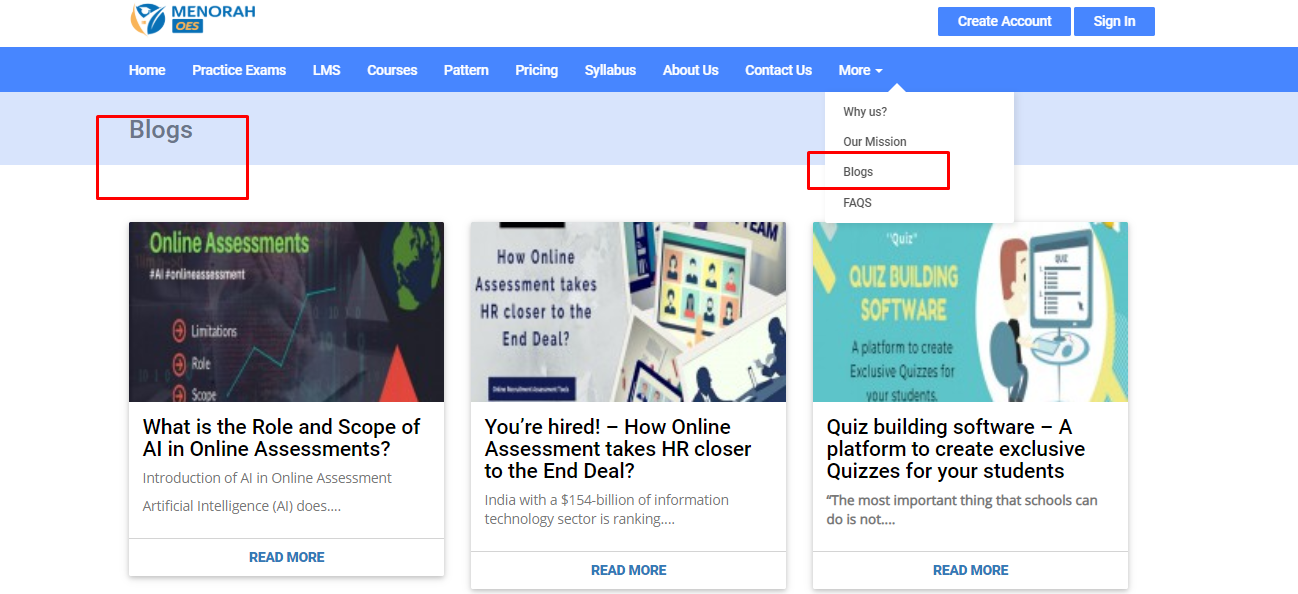 MENORAH
OES
Create Account
Sign In
Home
Practice Exams
LMS
Courses
Pattern
Pricing
Syllabus
About Us
Contact Us
More
Why us?
Our Mission
Blogs
FAQS
Blogs
Online Assessments
#AI #onlineassessment
Limitations
Role
Scope
What is the Role and Scope of
AI in Online Assessments?
Introduction of AI in Online Assessment
Artificial Intelligence (AI) does....
READ MORE
TEAM
How Online
Assessment takes
HR closer to the
End Deal?
Online Recruitment Assessment Tools
You’re hired! – How Online
Assessment takes HR closer
to the End Deal?
India with a $154-billion of information
technology sector is ranking....
READ MORE
"Quiz"
QUIZ BUILDING
SOFTWARE
A platform to create
Exclusive Quizzes for
your students.
QUIZ
Quiz building software – A
platform to create exclusive
Quizzes for your students
“The most important thing that schools can
do is not....
READ MORE